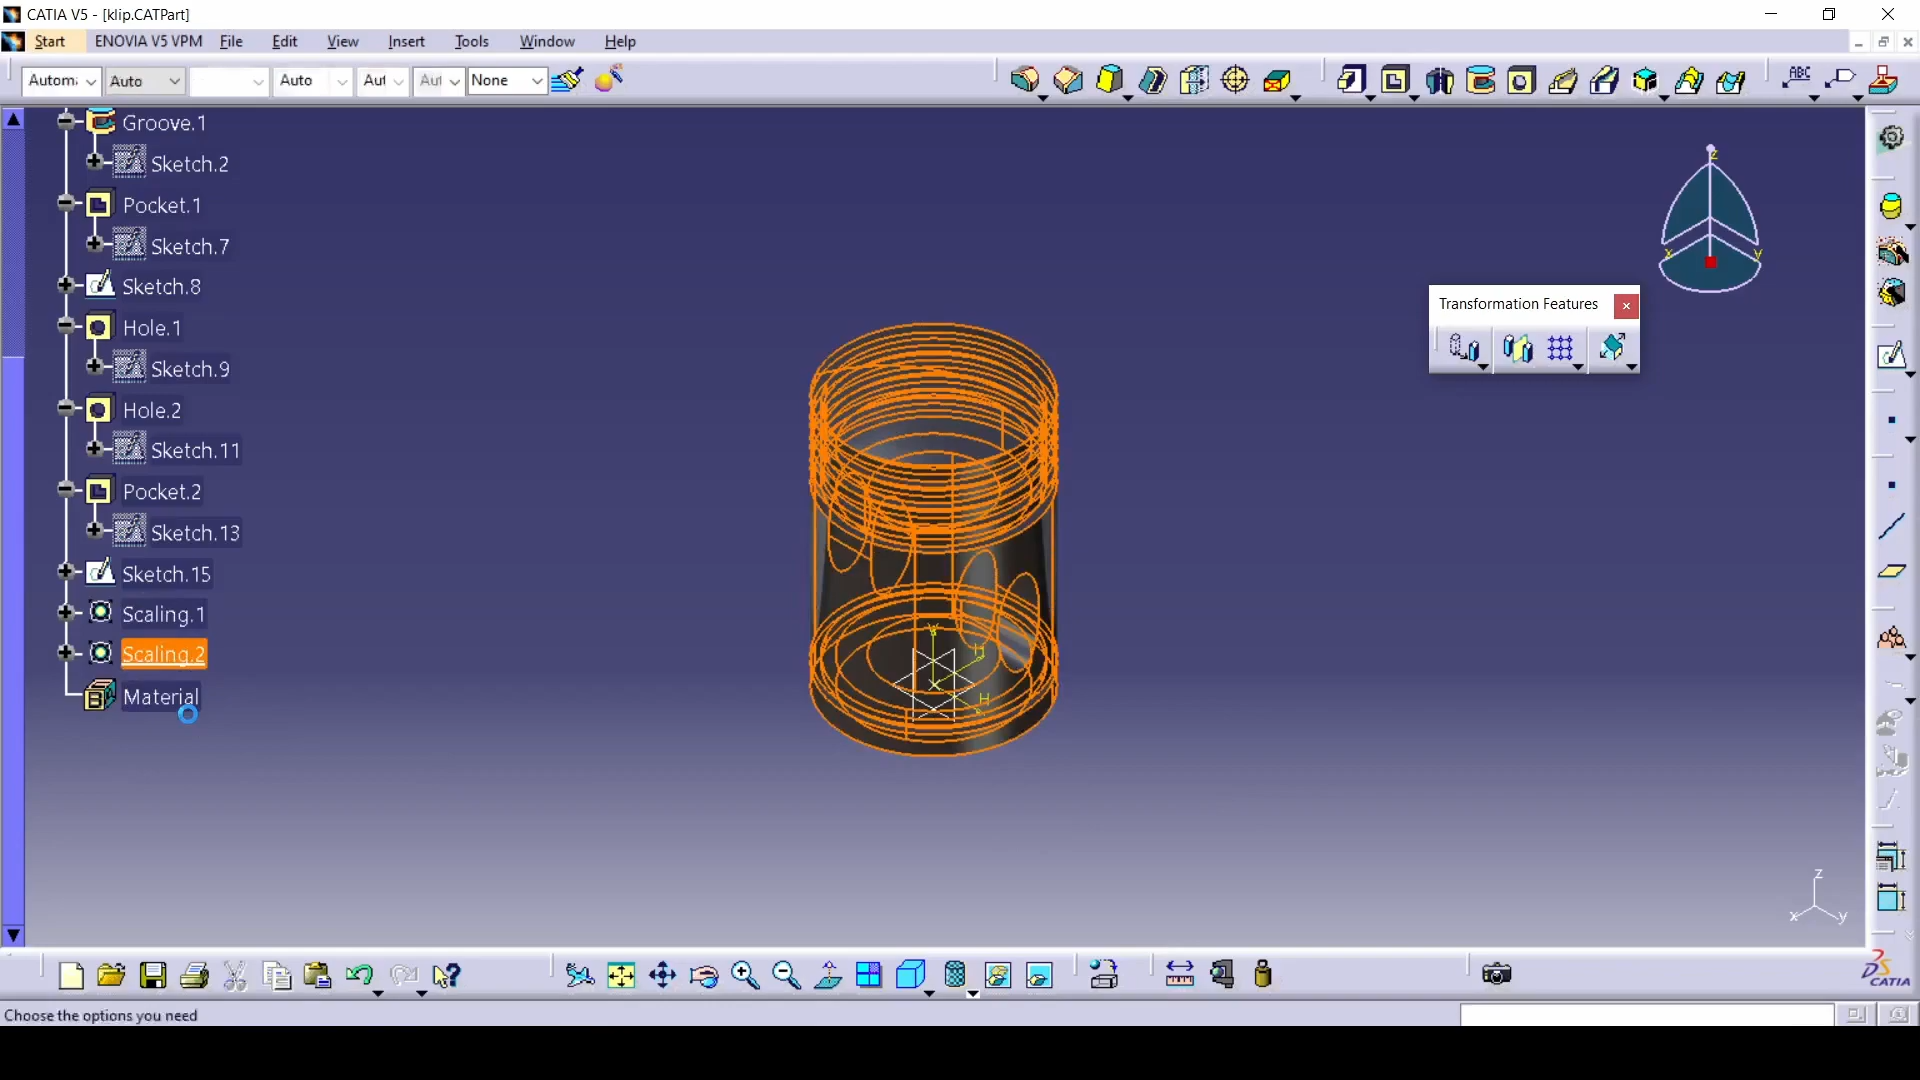 CATIA V5 - [klip.CATPart]
Start ENOVIA V5 VPM File Edit View Insert Tools Window Help
Automa Auto Auto Aut Aut None
ABC
Groove.1
Sketch.2
Pocket.1
Sketch.7
Sketch.8
Hole.1
Sketch.9
Hole.2
Sketch.11
Pocket.2
Sketch.13
Sketch.15
Scaling.1
Scaling.2
Material
z
x y
Transformation Features
V
H
z
x y
CATIA
Choose the options you need